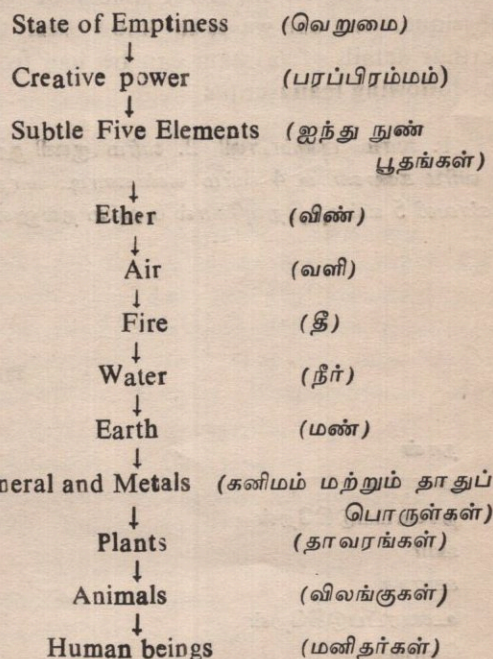 State of Emptiness (வெறுமை)
↓
Creative power (பரப்பிரம்மம்)
↓
Subtle Five Elements (ஐந்து நுண்
பூதங்கள்)
↓
Ether (விண்)
↓
Air (வளி)
↓
Fire (தீ)
↓
Water (நீர்)
↓
Earth (மண்)
↓
neral and Metals (கனிமம் மற்றும் தாதுப்
பொருள்கள்)
↓
Plants (தாவரங்கள்)
↓
Animals (விலங்குகள்)
↓
Human beings (மனிதர்கள்)